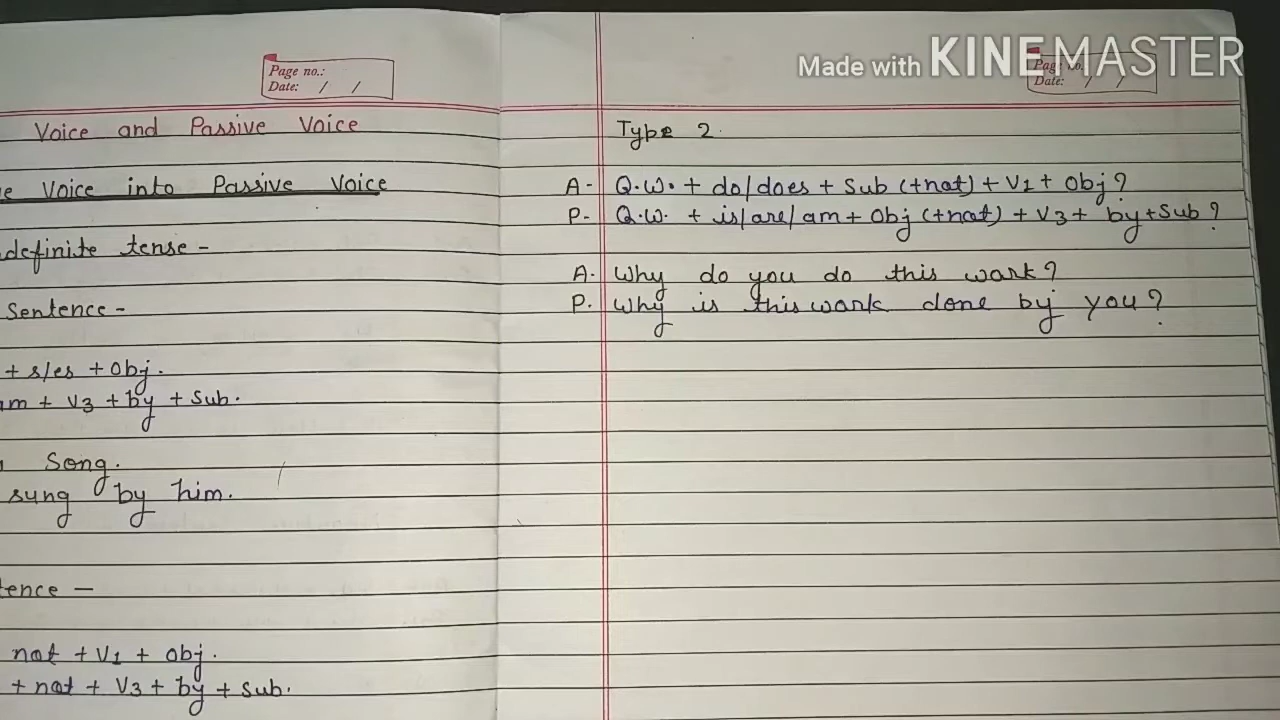 Made with KINEMASTER
Page no.:
Date: / /
Voice and Passive Voice
e Voice into Passive Voice
definite tense -
Sentence -
+ s/es + obj.
am + V3 + by + Sub.
Song.
sung by him.
tence -
not + V1 + obj.
+ not + V3 + by + Sub.
Date: / /
Type 2.
A- Q.W. + do/does + Sub (+not) + V1 + Obj?
P- Q.W. + is/are/am + Obj (+not) + V3 + by + Sub?
A. Why do you do this work?
P. Why is this work done by you?